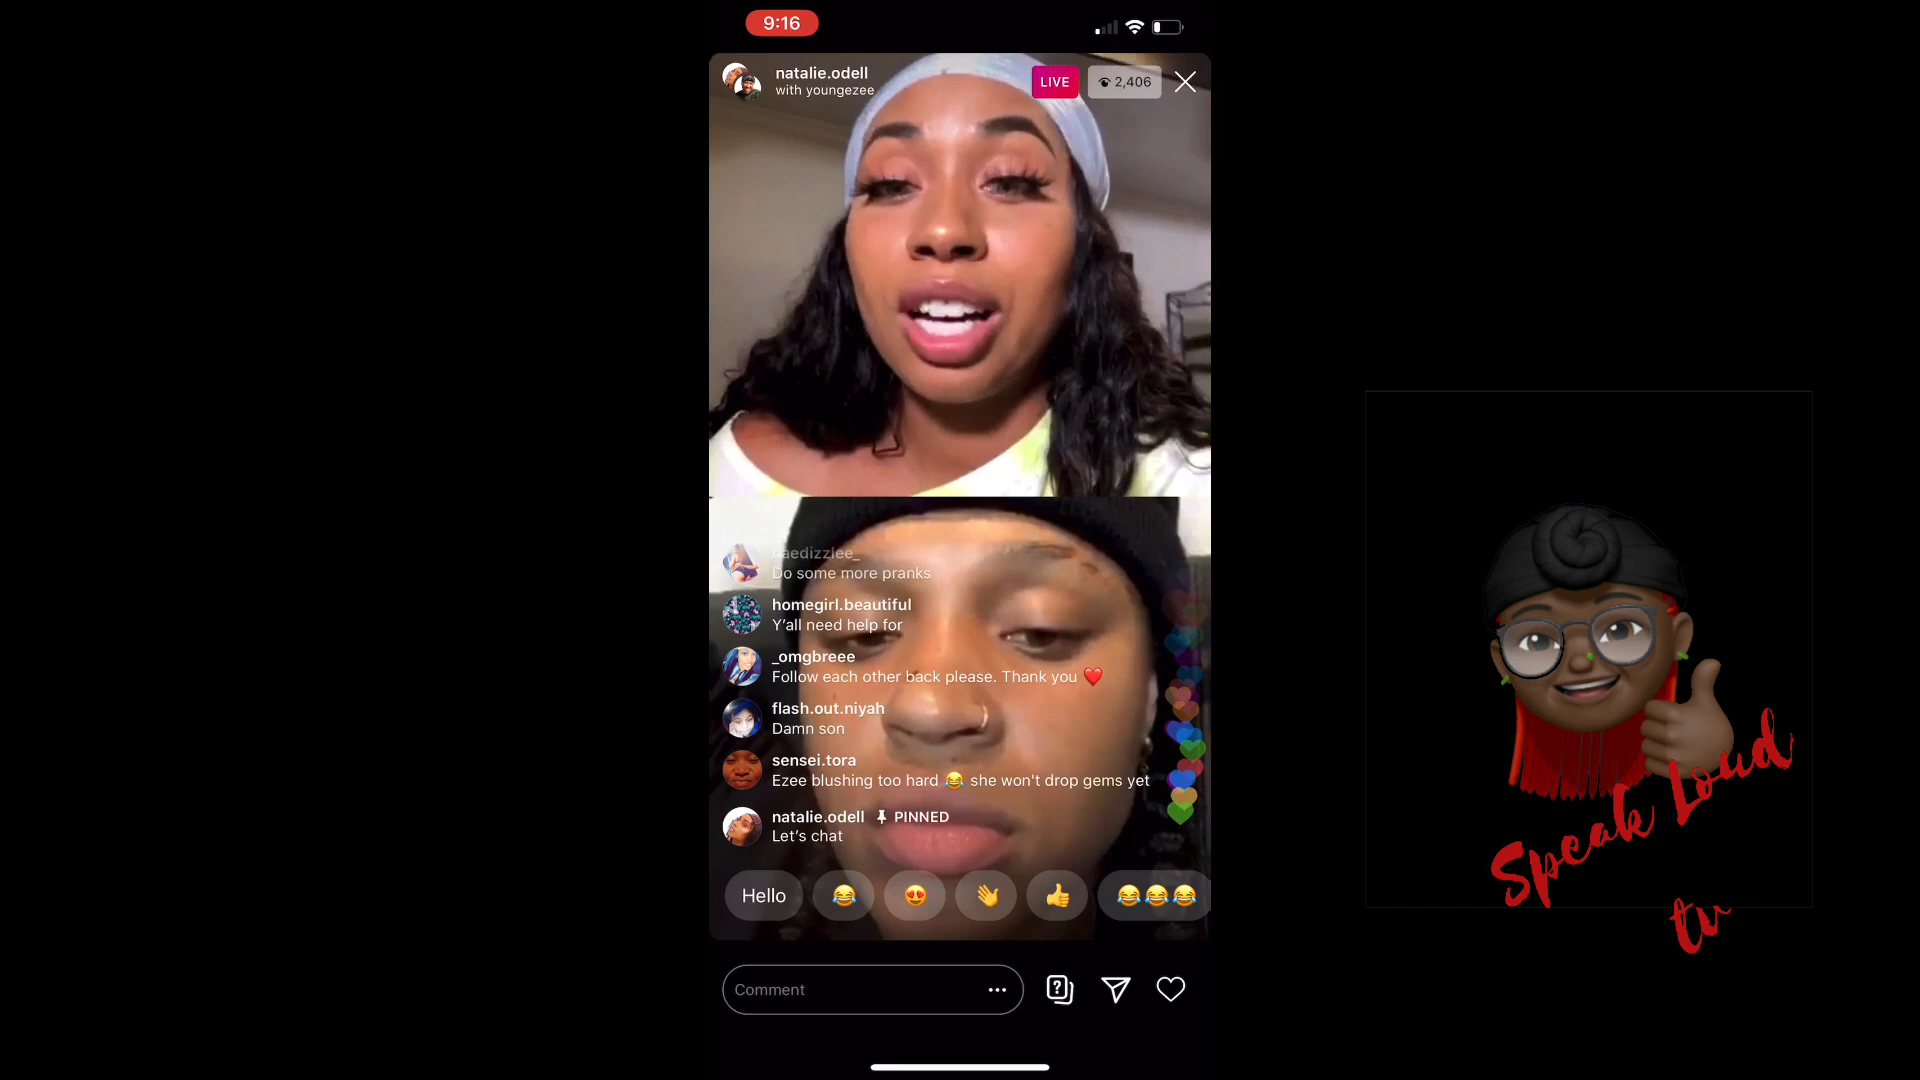 9:16
natalie.odell
with youngezee
LIVE
2,406
naedizzlee_
Do some more pranks
homegirl.beautiful
Y’all need help for
_omgbreee
Follow each other back please. Thank you ❤️
flash.out.niyah
Damn son
sensei.tora
Ezee blushing too hard 😂 she won't drop gems yet
natalie.odell PINNED
Let’s chat
Hello 😂 😍 👋 👍 😂😂😂
Comment
Speak Loud
tv